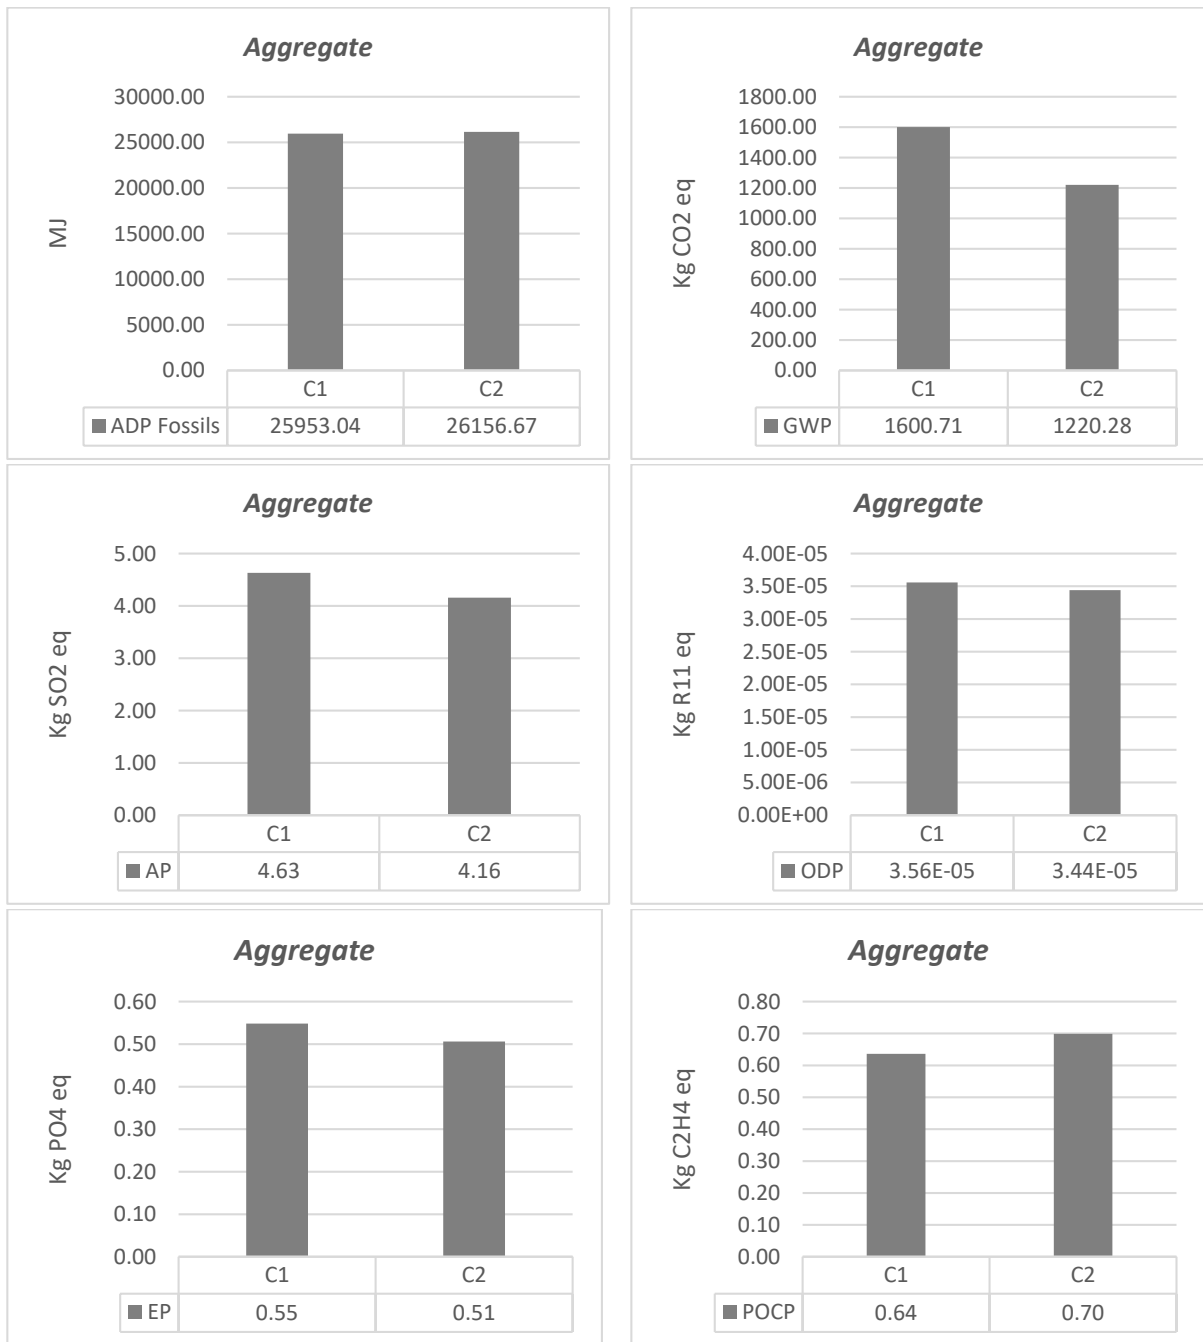 Aggregate
30000.00
25000.00
20000.00
15000.00
10000.00
5000.00
0.00
MJ
C1 C2
ADP Fossils 25953.04 26156.67
Aggregate
1800.00
1600.00
1400.00
1200.00
1000.00
800.00
600.00
400.00
200.00
0.00
Kg CO2 eq
C1 C2
GWP 1600.71 1220.28
Aggregate
5.00
4.00
3.00
2.00
1.00
0.00
Kg SO2 eq
C1 C2
AP 4.63 4.16
Aggregate
4.00E-05
3.50E-05
3.00E-05
2.50E-05
2.00E-05
1.50E-05
1.00E-05
5.00E-06
0.00E+00
Kg R11 eq
C1 C2
ODP 3.56E-05 3.44E-05
Aggregate
0.60
0.50
0.40
0.30
0.20
0.10
0.00
Kg PO4 eq
C1 C2
EP 0.55 0.51
Aggregate
0.80
0.70
0.60
0.50
0.40
0.30
0.20
0.10
0.00
Kg C2H4 eq
C1 C2
POCP 0.64 0.70